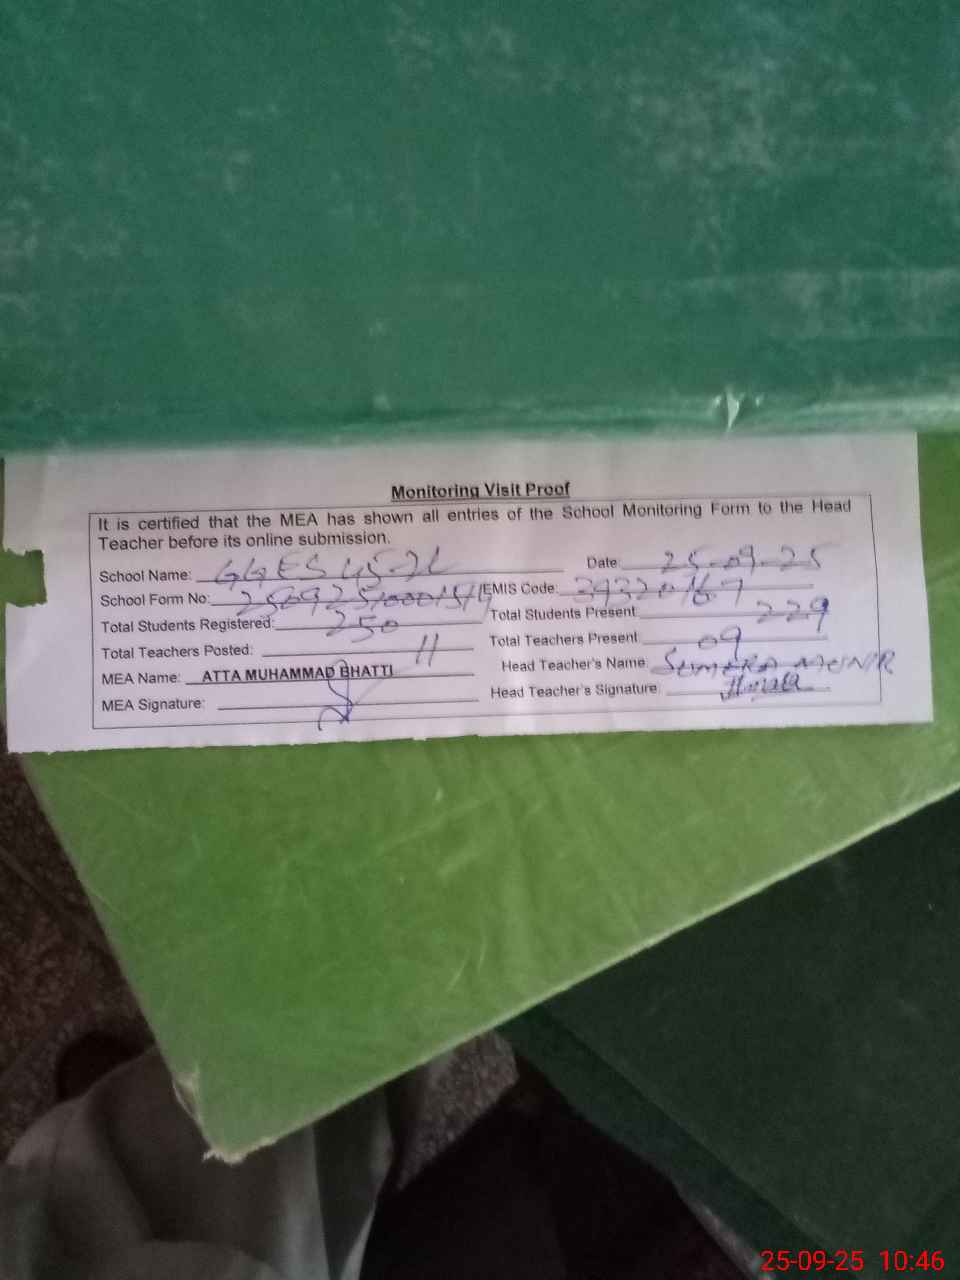 Monitoring Visit Proof
It is certified that the MEA has shown all entries of the School Monitoring Form to the Head
Teacher before its online submission.
School Name: GGES 45-2L Date: 25-09-25
School Form No: EMIS Code: 39320167
Total Students Registered: 250 Total Students Present 229
Total Teachers Posted: 11 Total Teachers Present 09
MEA Name: ATTA MUHAMMAD BHATTI Head Teacher's Name SUMERA MUNIR
MEA Signature: Head Teacher's Signature:
25-09-25 10:46